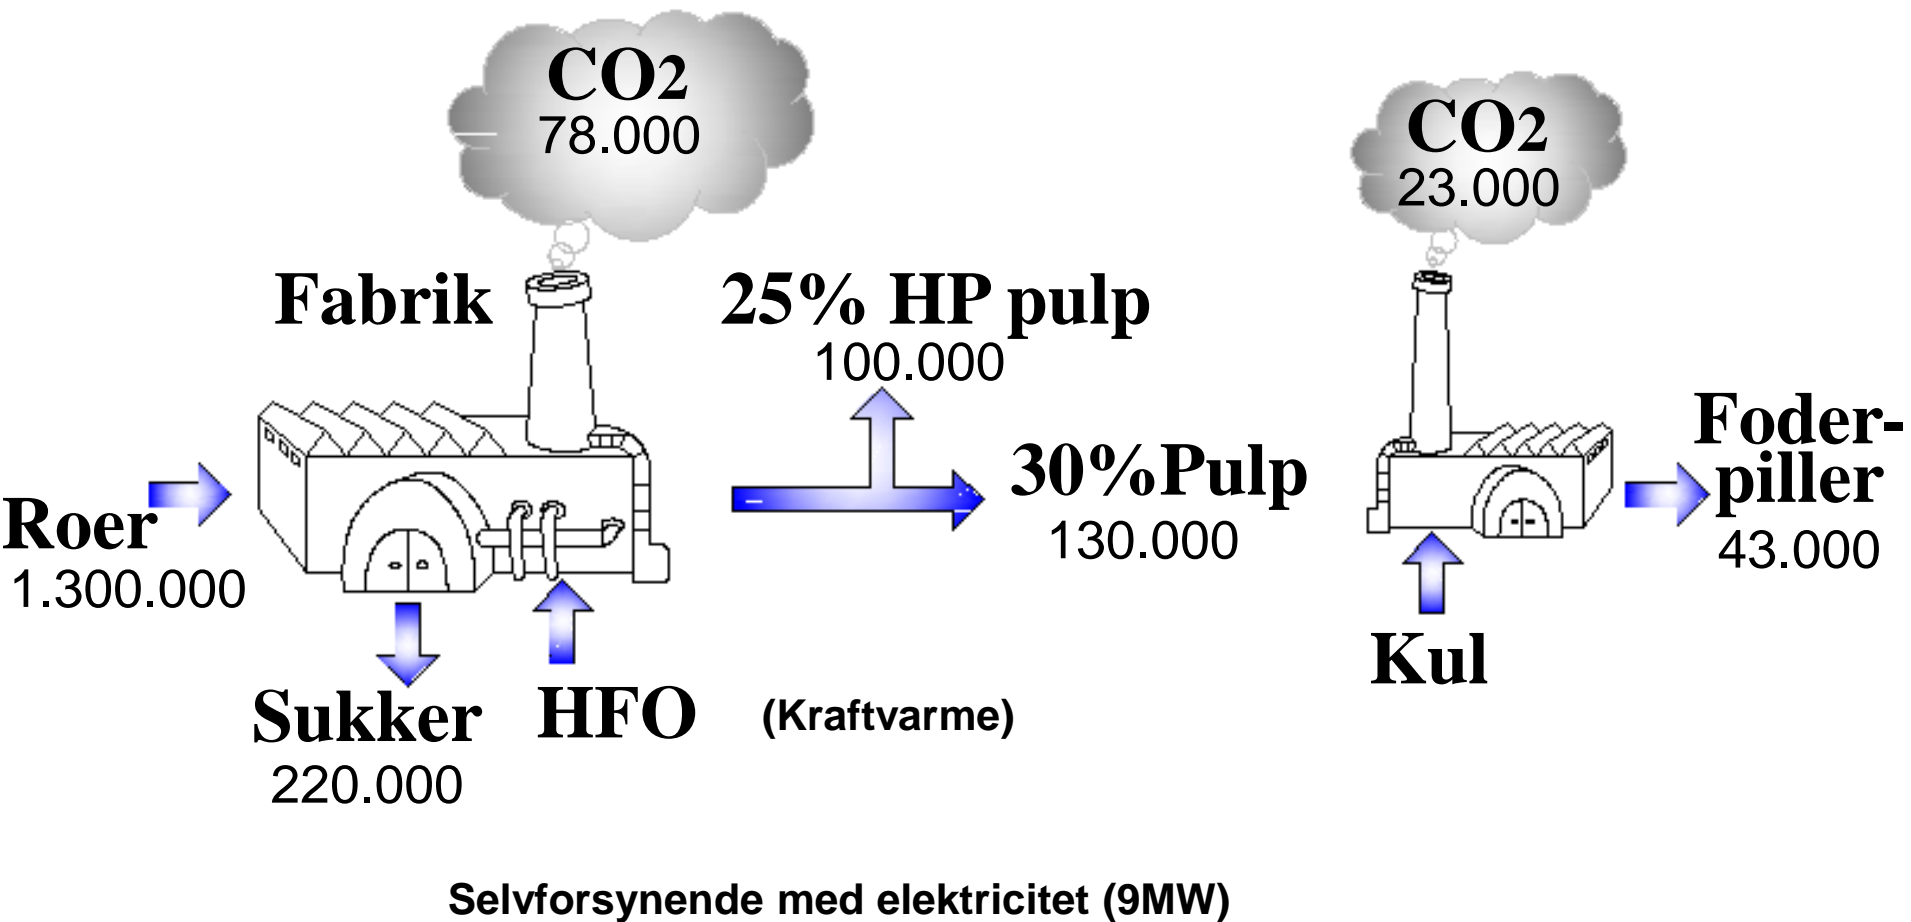 CO2
78.000
CO2
23.000
Fabrik
25% HP pulp
100.000
Roer
1.300.000
30%Pulp
130.000
Foder-
piller
43.000
Sukker
220.000
HFO
(Kraftvarme)
Kul
Selvforsynende med elektricitet (9MW)